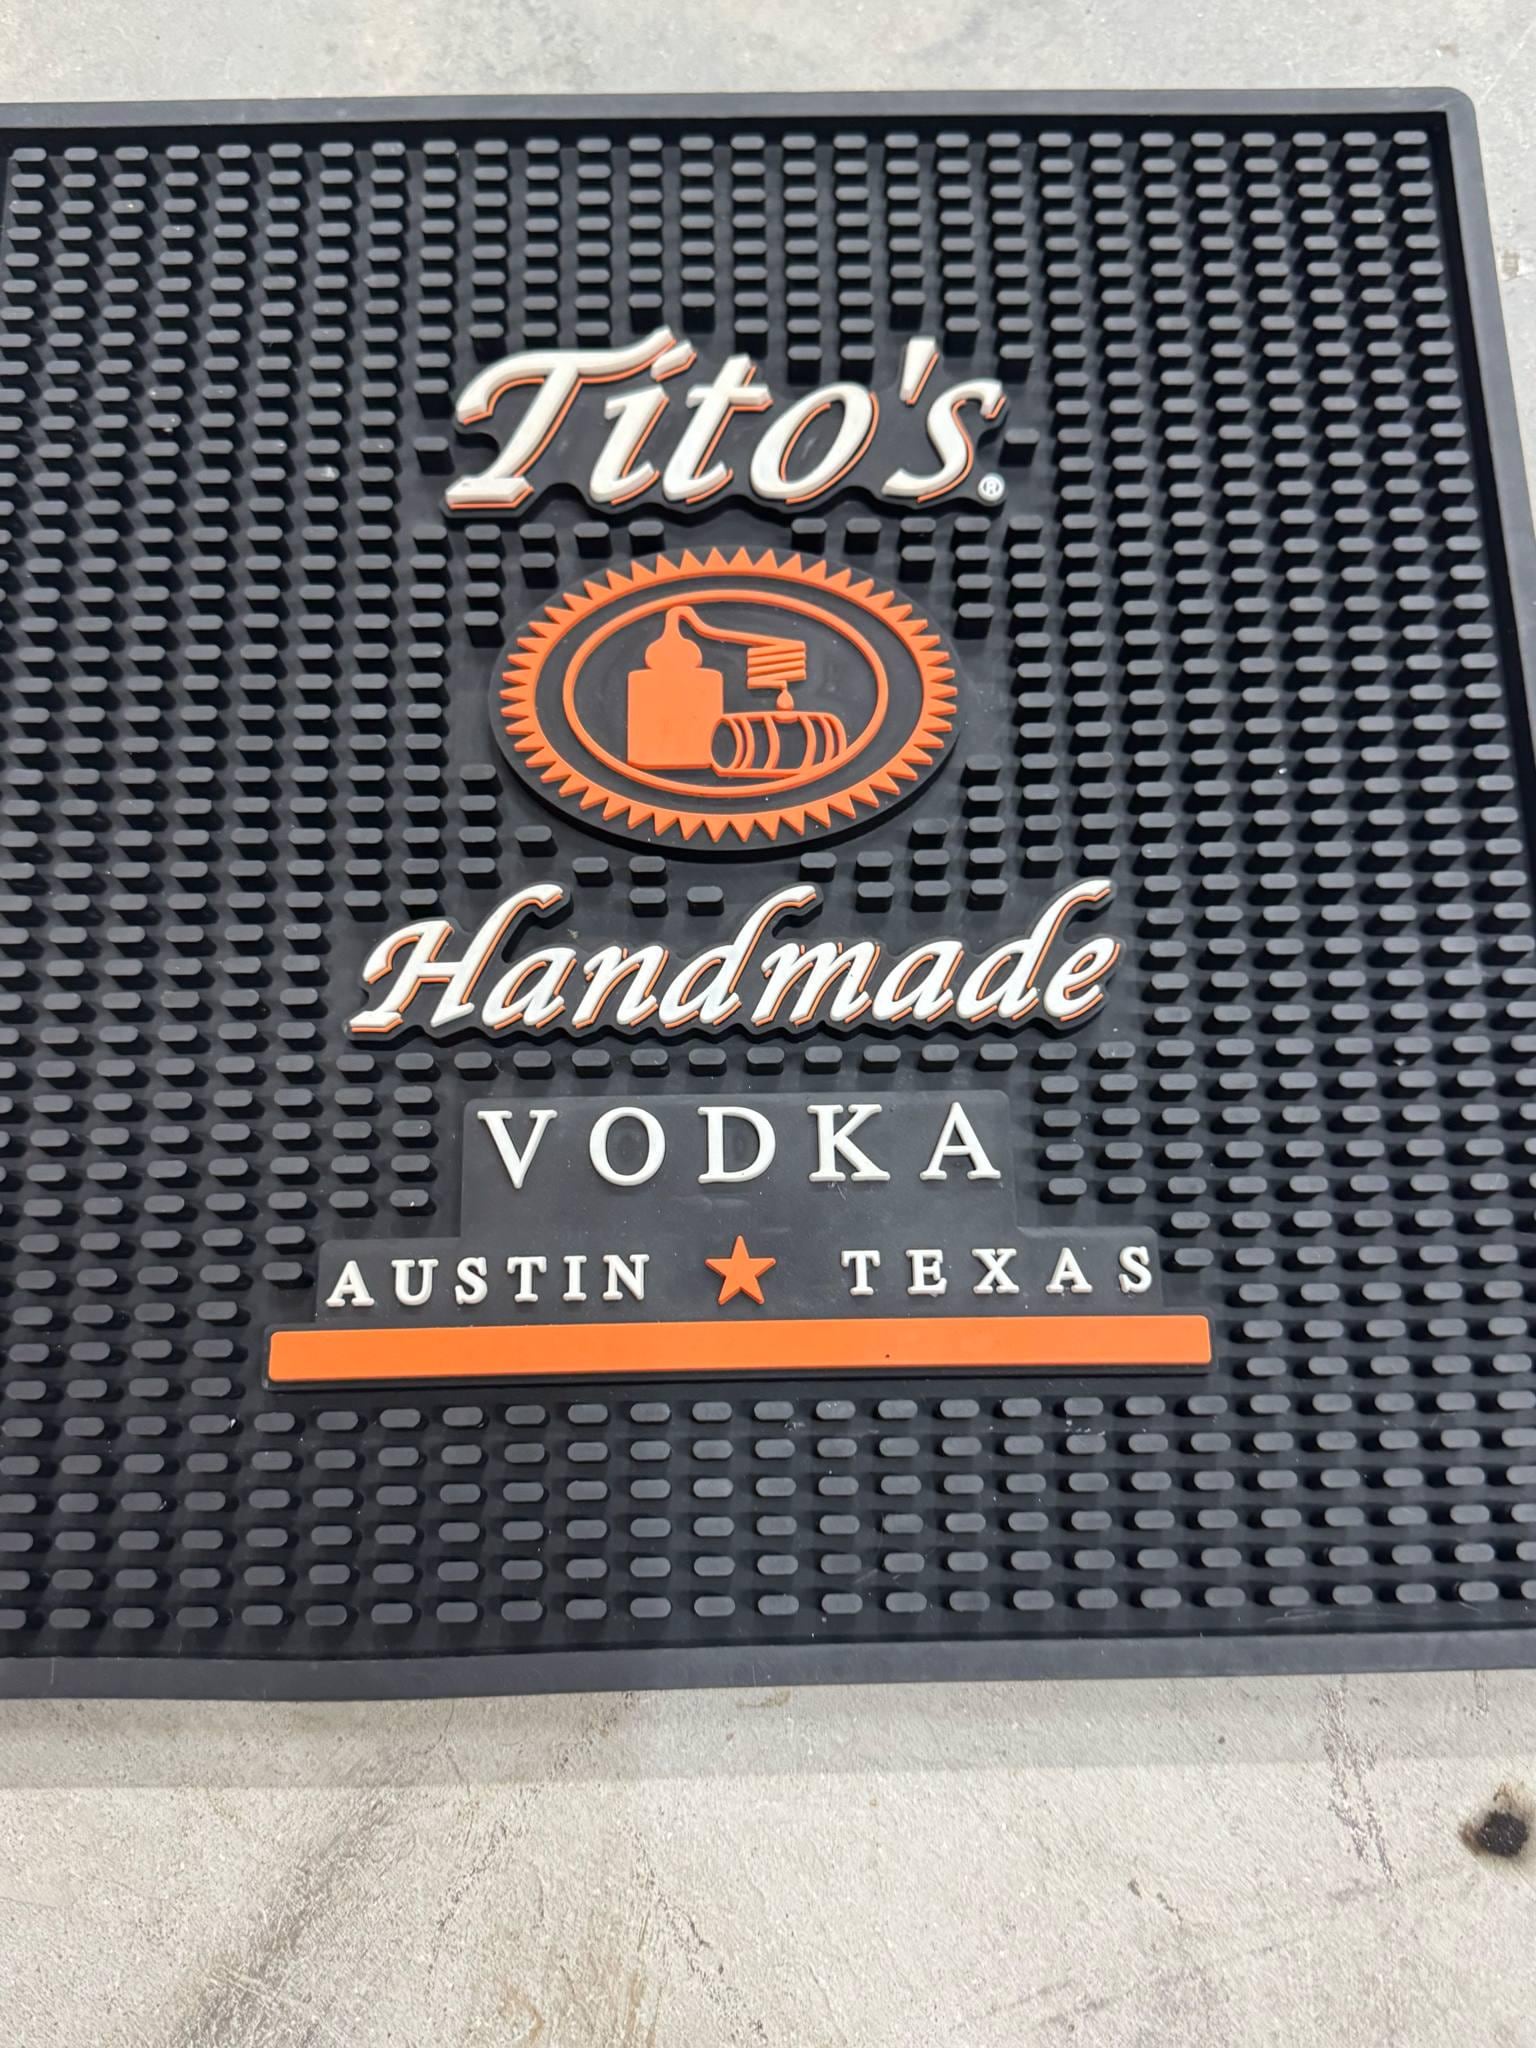 Tito's®
Handmade
VODKA
AUSTIN ★ TEXAS